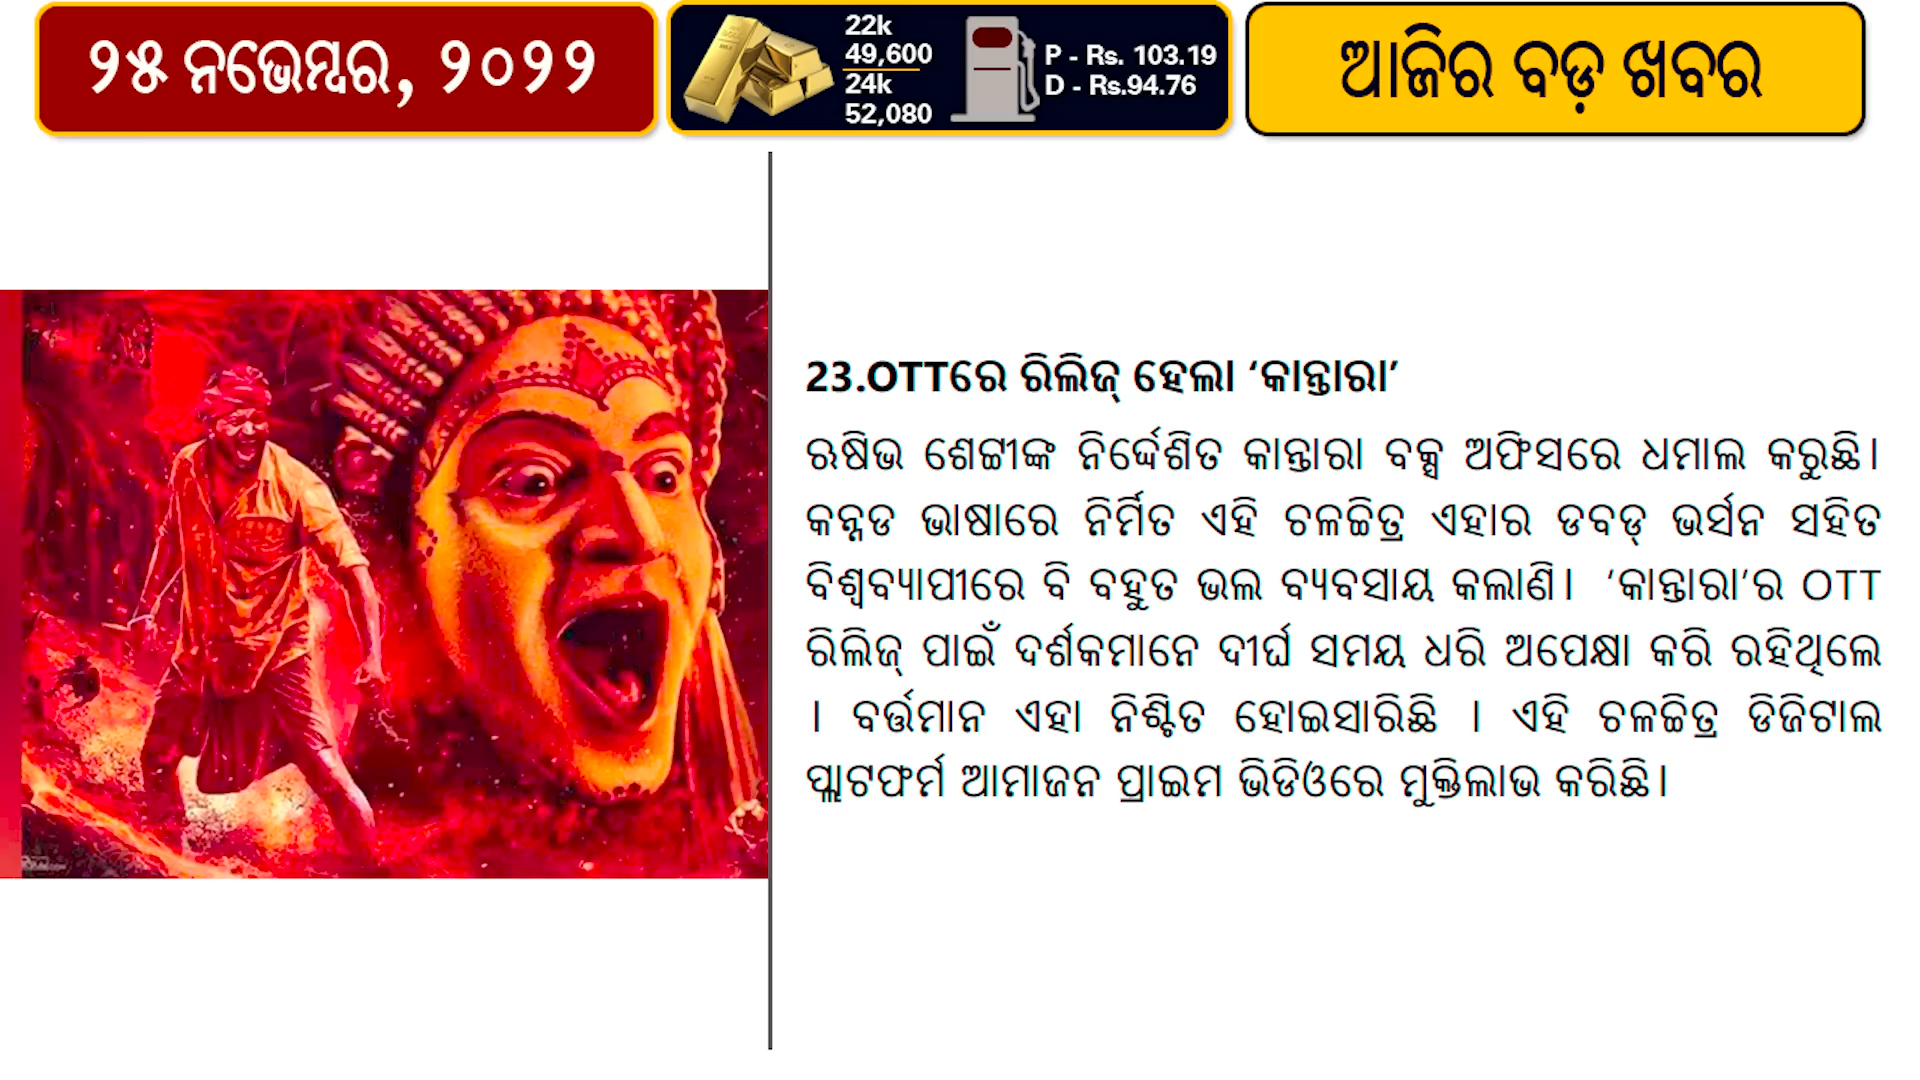 ୨୫ ନଭେମ୍ବର, ୨୦୨୨
22k
49,600
24k
52,080
P - Rs. 103.19
D - Rs.94.76
ଆଜିର ବଡ଼ ଖବର
23.OTTରେ ରିଲିଜ୍ ହେଲା ‘କାନ୍ତାରା’
ଋଷିଭ ଶେଟ୍ଟୀଙ୍କ ନିର୍ଦ୍ଦେଶିତ କାନ୍ତାରା ବକ୍ସ ଅଫିସରେ ଧମାଲ କରୁଛି।
କନ୍ନଡ ଭାଷାରେ ନିର୍ମିତ ଏହି ଚଳଚ୍ଚିତ୍ର ଏହାର ଡବଡ୍ ଭର୍ସନ ସହିତ
ବିଶ୍ୱବ୍ୟାପୀରେ ବି ବହୁତ ଭଲ ବ୍ୟବସାୟ କଲାଣି। ‘କାନ୍ତାରା’ର OTT
ରିଲିଜ୍ ପାଇଁ ଦର୍ଶକମାନେ ଦୀର୍ଘ ସମୟ ଧରି ଅପେକ୍ଷା କରି ରହିଥିଲେ
। ବର୍ତ୍ତମାନ ଏହା ନିଶ୍ଚିତ ହୋଇସାରିଛି । ଏହି ଚଳଚ୍ଚିତ୍ର ଡିଜିଟାଲ
ପ୍ଲାଟଫର୍ମ ଆମାଜନ ପ୍ରାଇମ ଭିଡିଓରେ ମୁକ୍ତିଲାଭ କରିଛି।